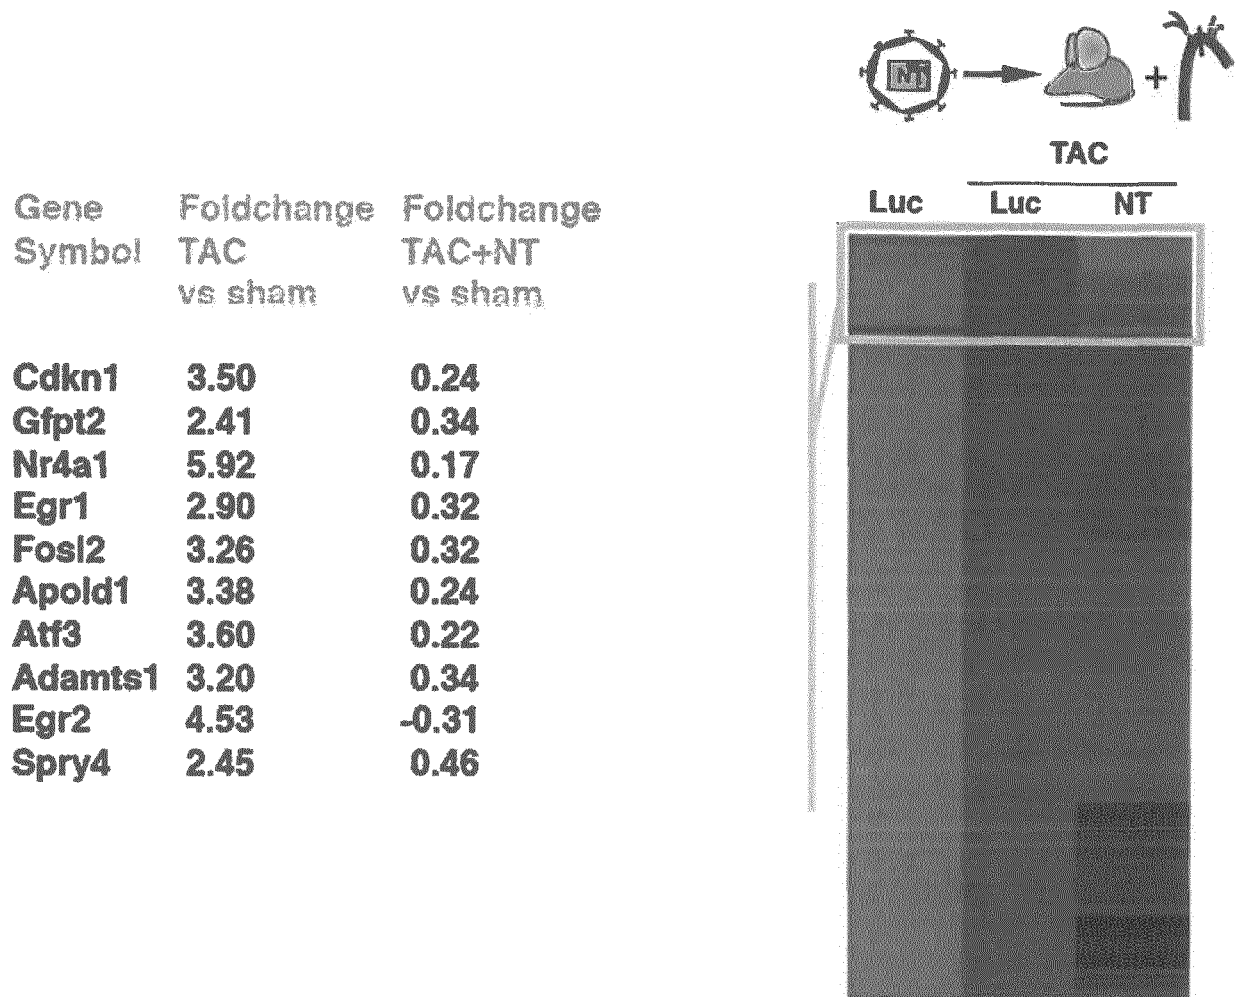 NT
+
TAC
Luc Luc NT
Gene Foldchange Foldchange
Symbol TAC TAC+NT
vs sham vs sham
Cdkn1 3.50 0.24
Gfpt2 2.41 0.34
Nr4a1 5.92 0.17
Egr1 2.90 0.32
Fosl2 3.26 0.32
Apold1 3.38 0.24
Atf3 3.60 0.22
Adamts1 3.20 0.34
Egr2 4.53 -0.31
Spry4 2.45 0.46